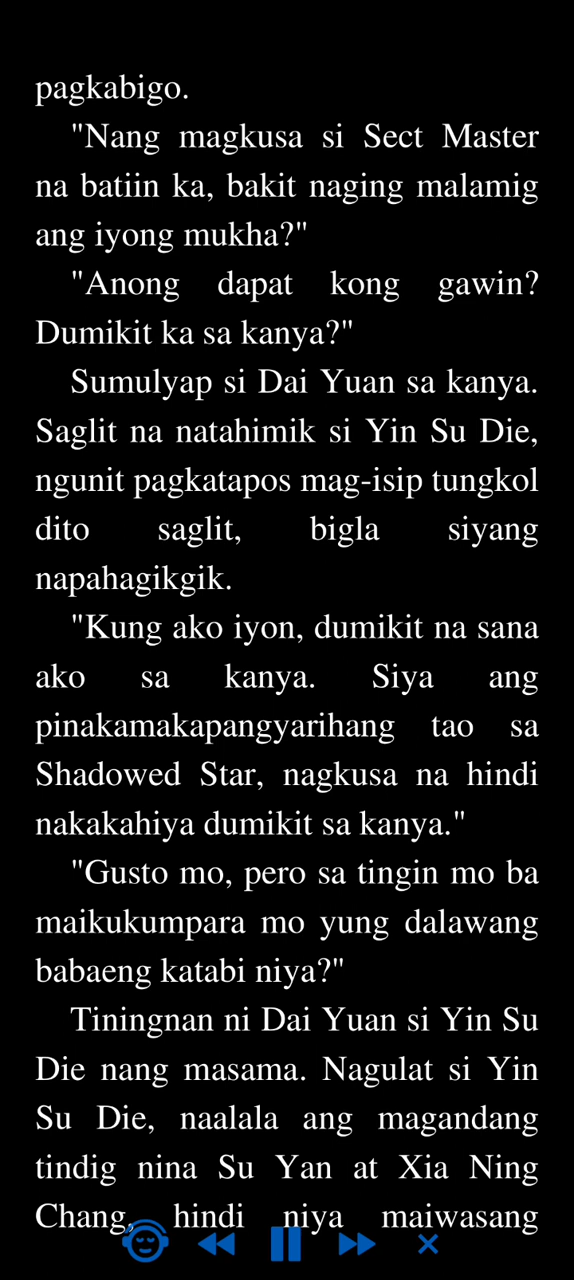 pagkabigo.
"Nang magkusa si Sect Master
na batiin ka, bakit naging malamig
ang iyong mukha?"
"Anong dapat kong gawin?
Dumikit ka sa kanya?"
Sumulyap si Dai Yuan sa kanya.
Saglit na natahimik si Yin Su Die,
ngunit pagkatapos mag-isip tungkol
dito saglit, bigla siyang
napahagikgik.
"Kung ako iyon, dumikit na sana
ako sa kanya. Siya ang
pinakamakapangyarihang tao sa
Shadowed Star, nagkusa na hindi
nakakahiya dumikit sa kanya."
"Gusto mo, pero sa tingin mo ba
maikukumpara mo yung dalawang
babaeng katabi niya?"
Tiningnan ni Dai Yuan si Yin Su
Die nang masama. Nagulat si Yin
Su Die, naalala ang magandang
tindig nina Su Yan at Xia Ning
Chang, hindi niya maiwasang